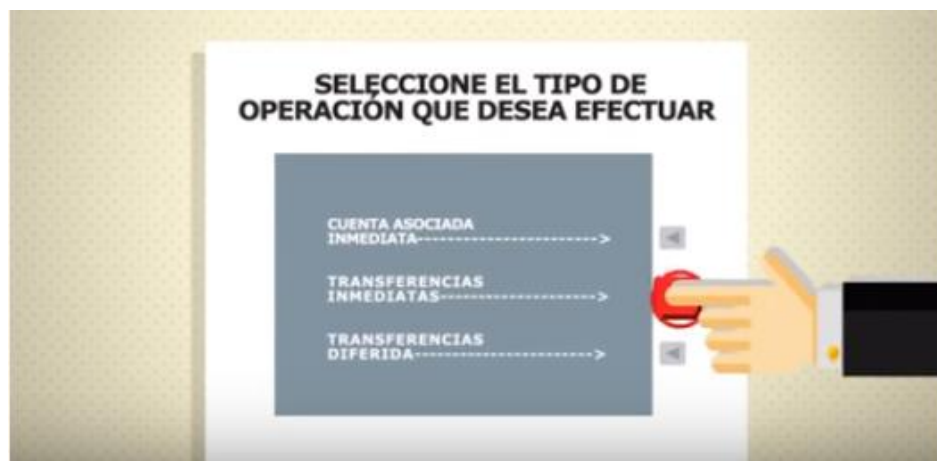 SELECCIONE EL TIPO DE
OPERACIÓN QUE DESEA EFECTUAR
CUENTA ASOCIADA
INMEDIATA----------------------->
TRANSFERENCIAS
INMEDIATAS-------------------->
TRANSFERENCIAS
DIFERIDA----------------------->